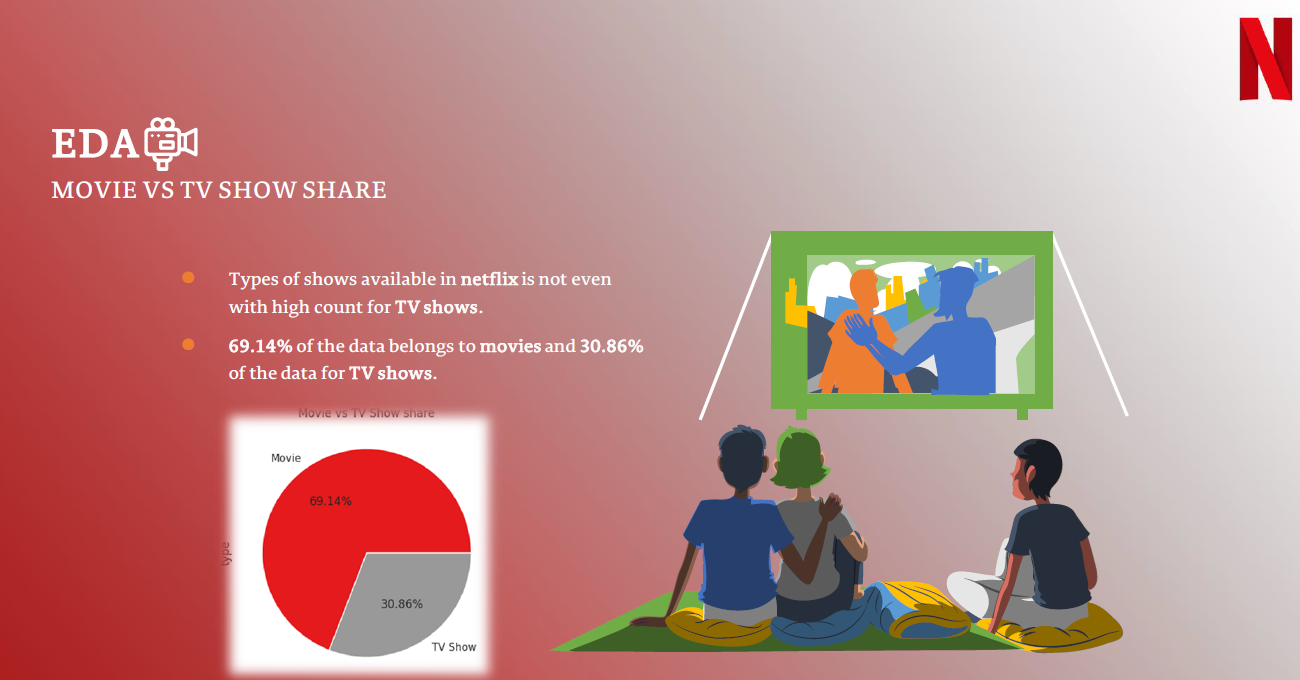 EDA
MOVIE VS TV SHOW SHARE
Types of shows available in netflix is not even
with high count for TV shows.
69.14% of the data belongs to movies and 30.86%
of the data for TV shows.
Movie vs TV Show share
Movie
69.14%
type
30.86%
TV Show
N